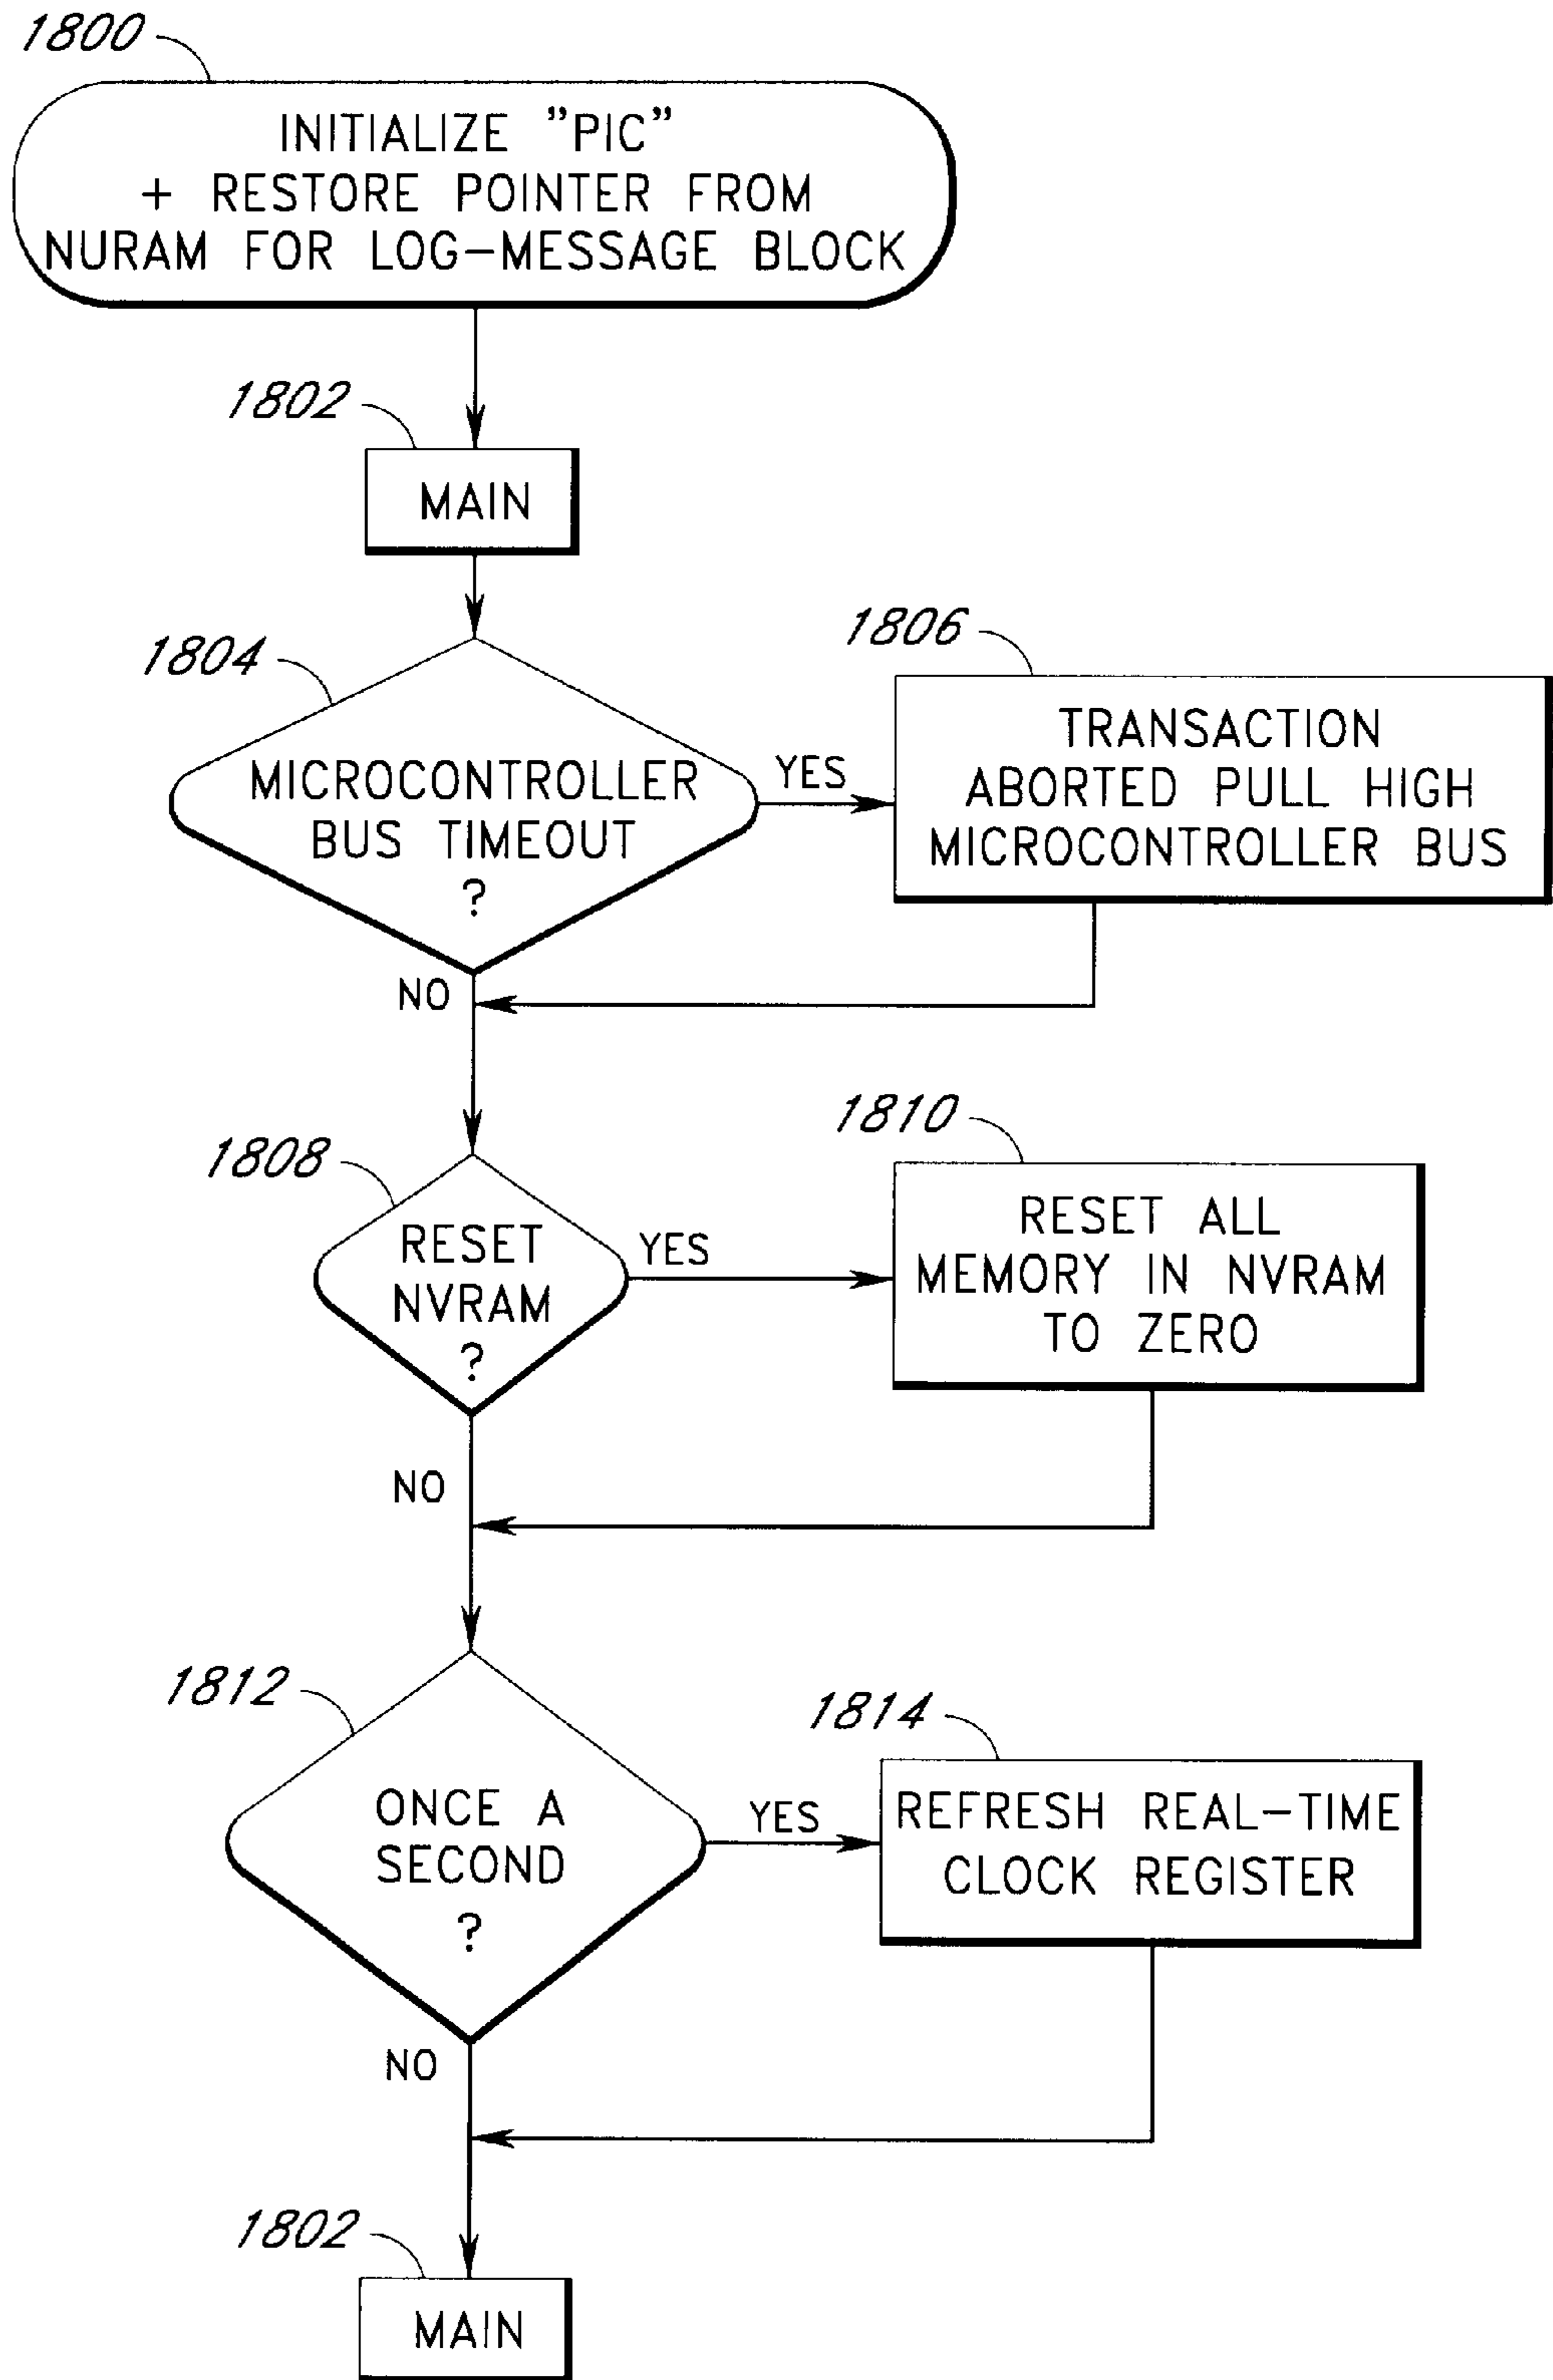 1800
INITIALIZE "PIC"
+ RESTORE POINTER FROM
NURAM FOR LOG-MESSAGE BLOCK
1802
MAIN
1804
MICROCONTROLLER
BUS TIMEOUT
?
YES
NO
1806
TRANSACTION
ABORTED PULL HIGH
MICROCONTROLLER BUS
1808
RESET
NVRAM
?
YES
NO
1810
RESET ALL
MEMORY IN NVRAM
TO ZERO
1812
ONCE A
SECOND
?
YES
NO
1814
REFRESH REAL-TIME
CLOCK REGISTER
1802
MAIN